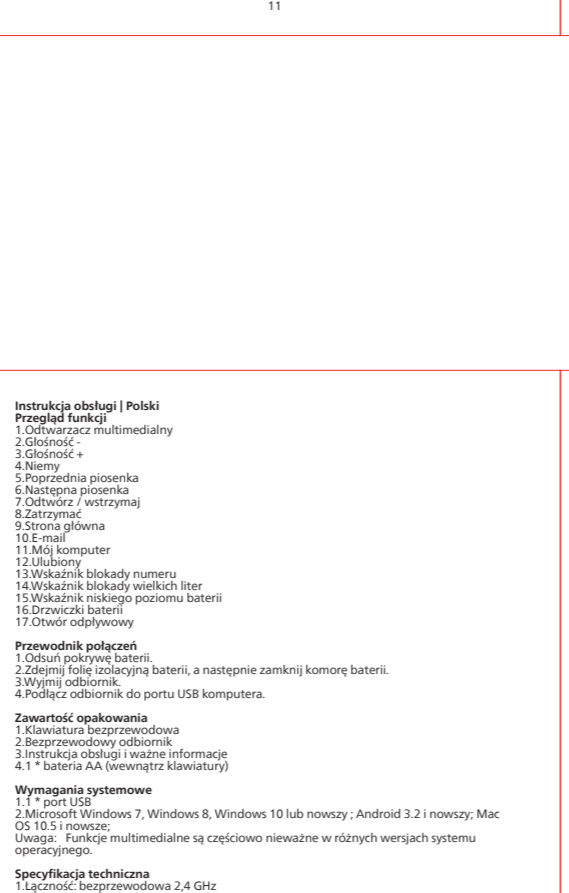 11
Instrukcja obsługi | Polski
Przegląd funkcji
1.Odtwarzacz multimedialny
2.Głośność -
3.Głośność +
4.Niemy
5.Poprzednia piosenka
6.Następna piosenka
7.Odtwórz / wstrzymaj
8.Zatrzymać
9.Strona główna
10.E-mail
11.Mój komputer
12.Ulubiony
13.Wskaźnik blokady numeru
14.Wskaźnik blokady wielkich liter
15.Wskaźnik niskiego poziomu baterii
16.Drzwiczki baterii
17.Otwór odpływowy
Przewodnik połączeń
1.Odsuń pokrywę baterii.
2.Zdejmij folię izolacyjną baterii, a następnie zamknij komorę baterii.
3.Wyjmij odbiornik.
4.Podłącz odbiornik do portu USB komputera.
Zawartość opakowania
1.Klawiatura bezprzewodowa
2.Bezprzewodowy odbiornik
3.Instrukcja obsługi i ważne informacje
4.1 * bateria AA (wewnątrz klawiatury)
Wymagania systemowe
1.1 * port USB
2.Microsoft Windows 7, Windows 8, Windows 10 lub nowszy ; Android 3.2 i nowszy; Mac
OS 10.5 i nowsze;
Uwaga: Funkcje multimedialne są częściowo nieważne w różnych wersjach systemu
operacyjnego.
Specyfikacja techniczna
1.Łączność: bezprzewodowa 2,4 GHz